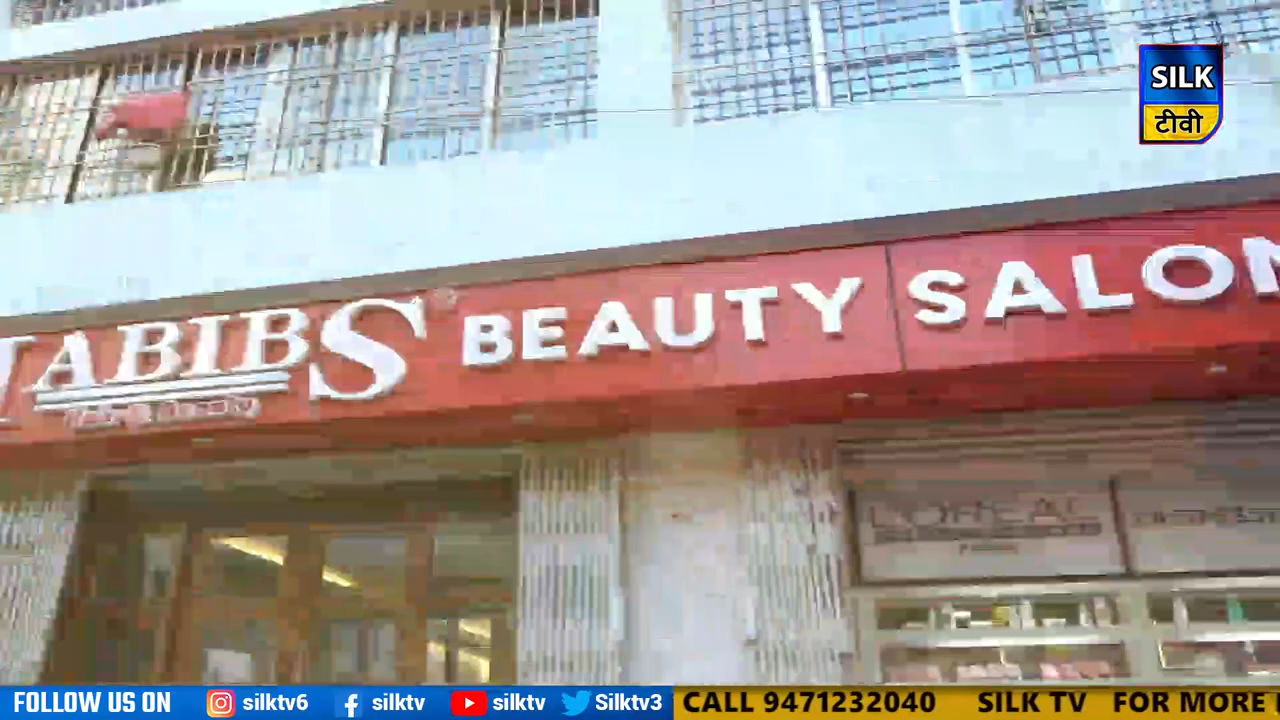 SILK
टीवी
ABIBS BEAUTY SALON
FOLLOW US ON silktv6 silktv silktv Silktv3 CALL 9471232040 SILK TV FOR MORE